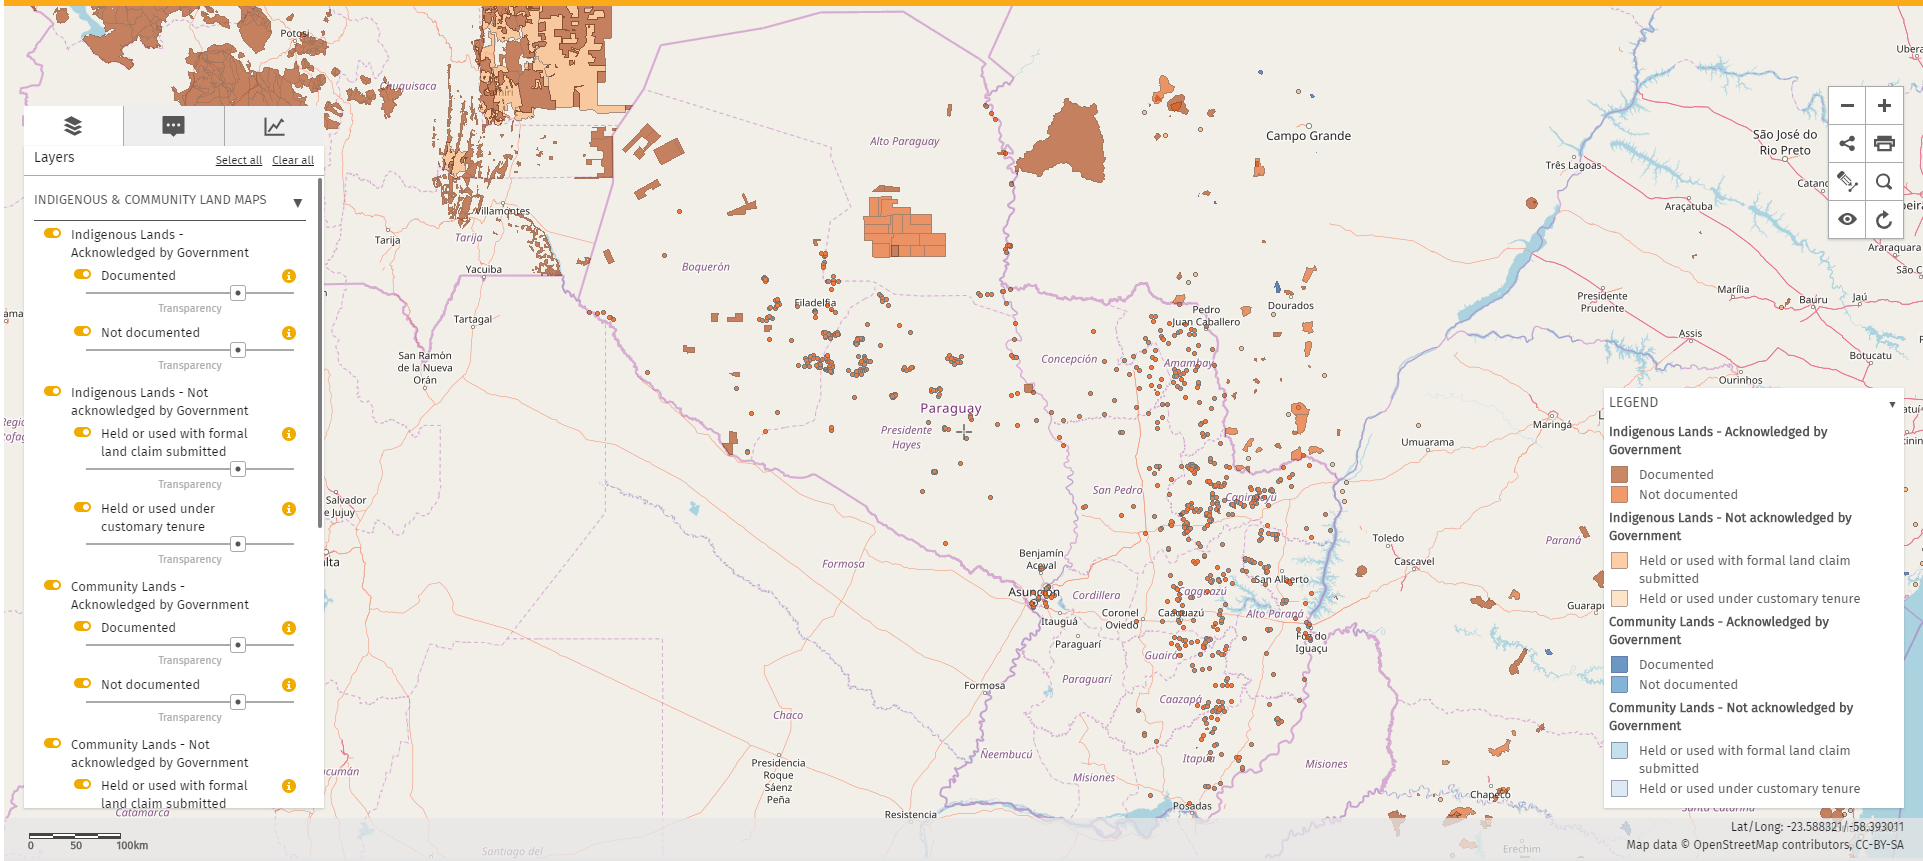 Layers
Select all
Clear all
INDIGENOUS & COMMUNITY LAND MAPS
Indigenous Lands -
Acknowledged by Government
Documented
Transparency
Not documented
Transparency
Indigenous Lands - Not
acknowledged by Government
Held or used with formal
land claim submitted
Transparency
Held or used under
customary tenure
Transparency
Community Lands -
Acknowledged by Government
Documented
Transparency
Not documented
Transparency
Community Lands - Not
acknowledged by Government
Held or used with formal
land claim submitted
Potosí
Chuquisaca
Camiri
Villamontes
Tarija
Tarija
Yacuiba
Tartagal
San Ramón
de la Nueva
Orán
Salvador
e Jujuy
lta
cumán
Catamarca
Santiago del
Alto Paraguay
Boquerón
Filadelfia
Paraguay
Presidente
Hayes
Concepción
Pedro
Juan Caballero
Amambay
San Pedro
Canindeyú
Formosa
Benjamín
Aceval
Asunción
Cordillera
Itauguá
Coronel
Oviedo
Caaguazú
Caaguazú
Paraguarí
San Alberto
Alto Paraná
Foz do
Iguaçu
Guairá
Paraguarí
Caazapá
Formosa
Chaco
Ñeembucú
Misiones
Itapúa
Misiones
Presidencia
Roque
Sáenz
Peña
Resistencia
Posadas
Campo Grande
Dourados
Três Lagoas
São José do
Rio Preto
Ubera
Catand
Araçatuba
Araraquara
São C
Presidente
Prudente
Marília
Bauru
Jaú
Assis
Botucatu
Ourinhos
Maringá
Umuarama
Toledo
Cascavel
Paraná
Guarap
Chapecó
Santa Catarina
Erechim
LEGEND
Indigenous Lands - Acknowledged by
Government
Documented
Not documented
Indigenous Lands - Not acknowledged by
Government
Held or used with formal land claim
submitted
Held or used under customary tenure
Community Lands - Acknowledged by
Government
Documented
Not documented
Community Lands - Not acknowledged by
Government
Held or used with formal land claim
submitted
Held or used under customary tenure
0 50 100km
Lat/Long: -23.588321/-58.393011
Map data © OpenStreetMap contributors, CC-BY-SA